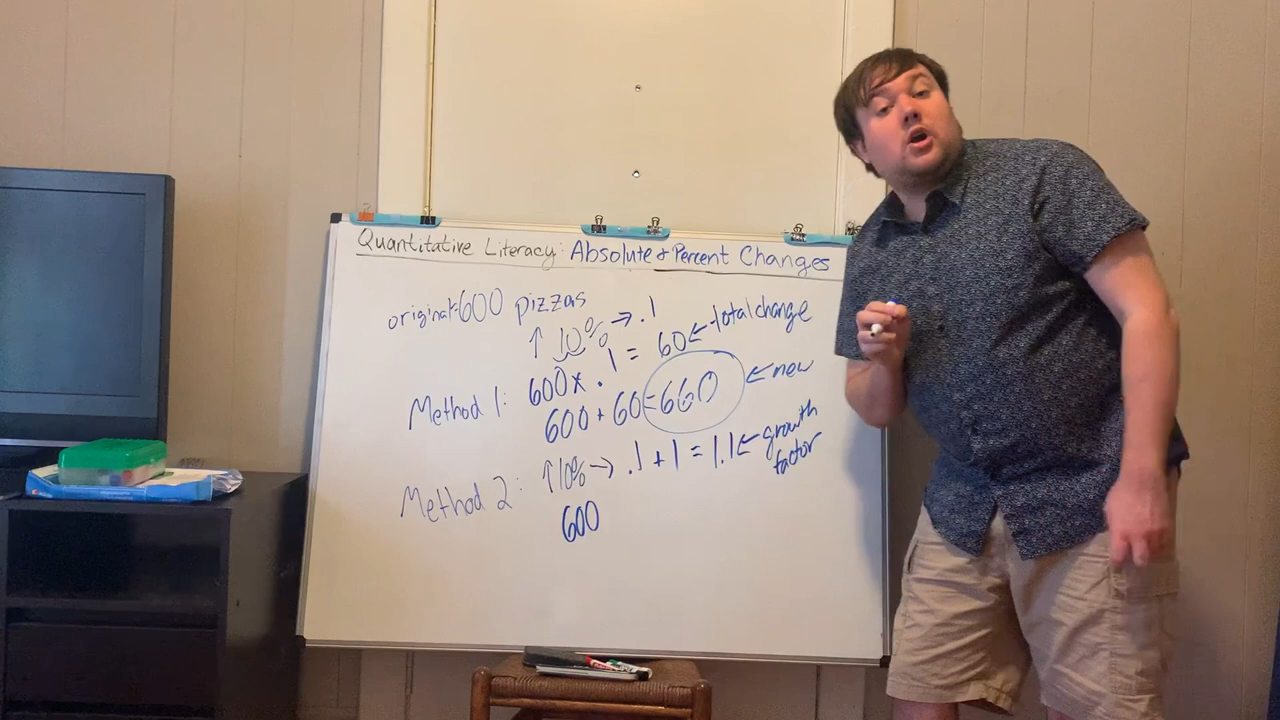 Quantitative Literacy: Absolute & Percent Changes
original: 600 pizzas
↑ 10% → .1
Method 1: 600 x .1 = 60 ← total change
600 + 60 = 660 ← new
Method 2: ↑10% → .1 + 1 = 1.1 ← growth factor
600